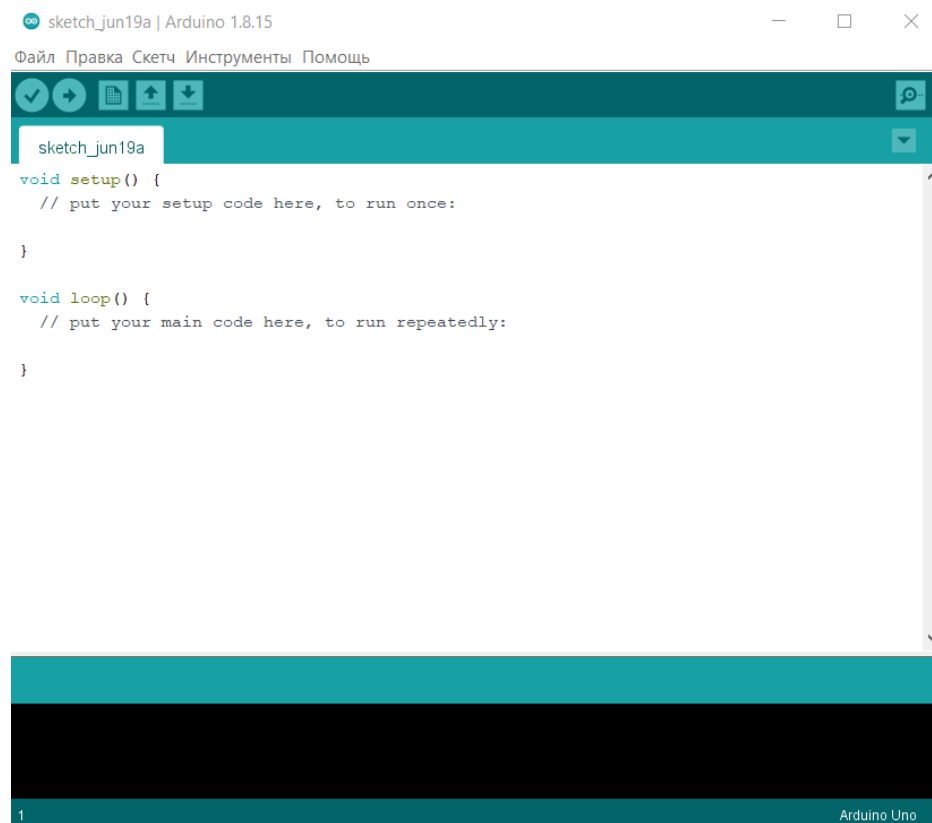 sketch_jun19a | Arduino 1.8.15
Файл Правка Скетч Инструменты Помощь
sketch_jun19a
void setup() {
  // put your setup code here, to run once:
}
void loop() {
  // put your main code here, to run repeatedly:
}
1 Arduino Uno